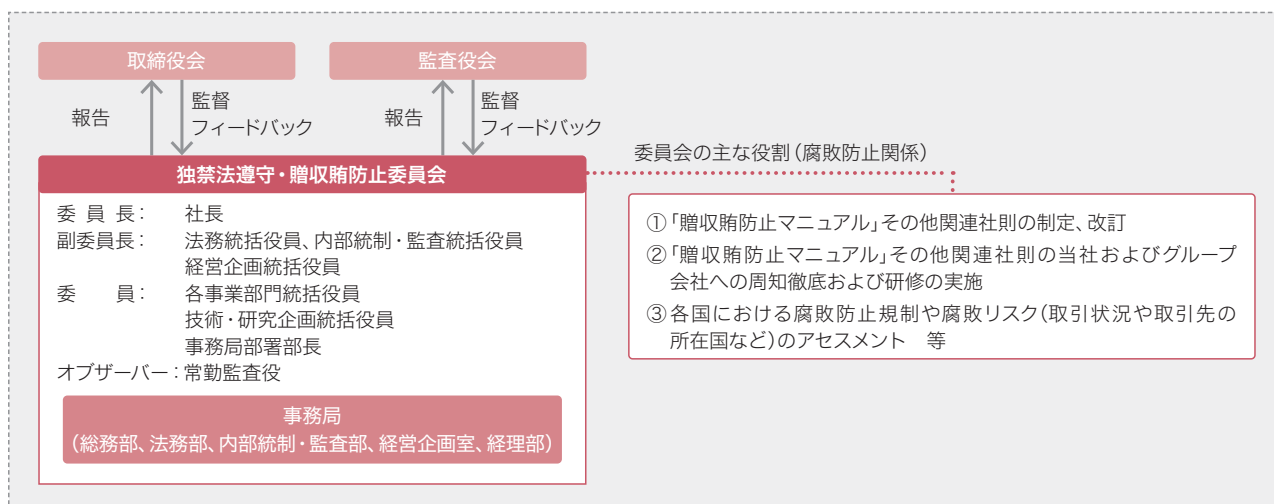 取締役会
監査役会
報告
監督
フィードバック
報告
監督
フィードバック
独禁法遵守・贈収賄防止委員会
委員長： 社長
副委員長： 法務統括役員、内部統制・監査統括役員
経営企画統括役員
委員： 各事業部門統括役員
技術・研究企画統括役員
事務局部署部長
オブザーバー：常勤監査役
事務局
（総務部、法務部、内部統制・監査部、経営企画室、経理部）
委員会の主な役割（腐敗防止関係）
①「贈収賄防止マニュアル」その他関連社則の制定、改訂
②「贈収賄防止マニュアル」その他関連社則の当社およびグループ
会社への周知徹底および研修の実施
③各国における腐敗防止規制や腐敗リスク（取引状況や取引先の
所在国など）のアセスメント　等